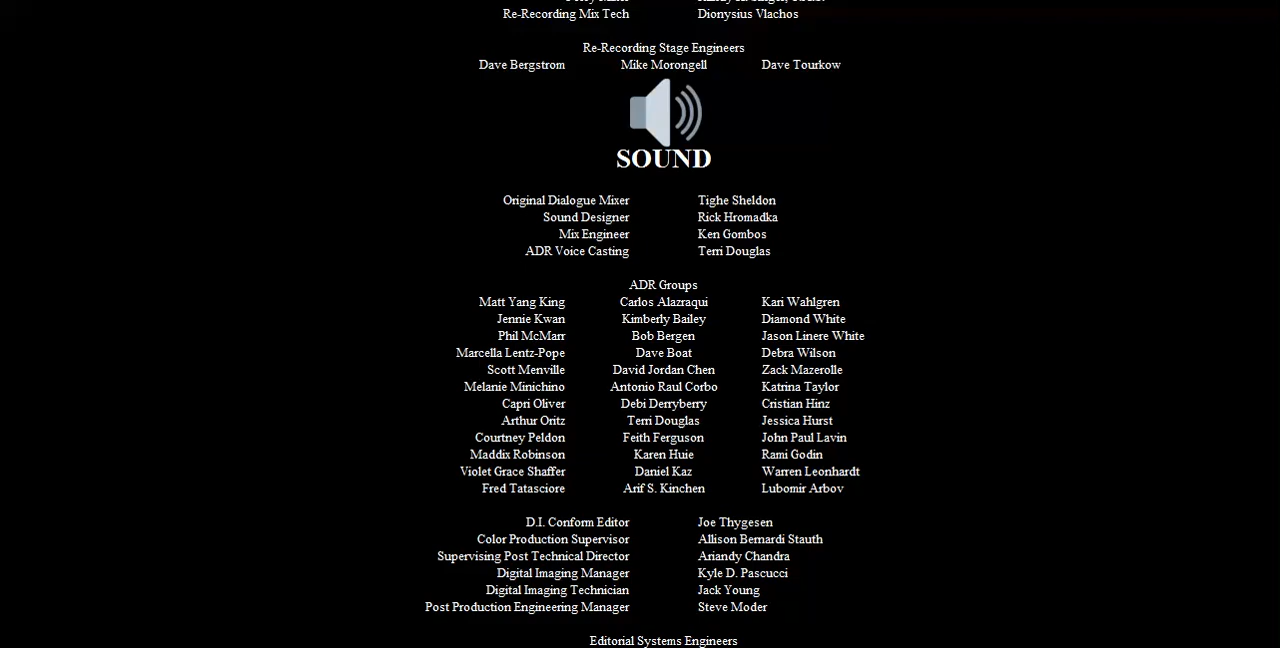 Re-Recording Mix Tech Dionysius Vlachos
Re-Recording Stage Engineers
Dave Bergstrom Mike Morongell Dave Tourkow
SOUND
Original Dialogue Mixer Tighe Sheldon
Sound Designer Rick Hromadka
Mix Engineer Ken Gombos
ADR Voice Casting Terri Douglas
ADR Groups
Matt Yang King Carlos Alazraqui Kari Wahlgren
Jennie Kwan Kimberly Bailey Diamond White
Phil McMarr Bob Bergen Jason Linere White
Marcella Lentz-Pope Dave Boat Debra Wilson
Scott Menville David Jordan Chen Zack Mazerolle
Melanie Minichino Antonio Raul Corbo Katrina Taylor
Capri Oliver Debi Derryberry Cristian Hinz
Arthur Oritz Terri Douglas Jessica Hurst
Courtney Peldon Feith Ferguson John Paul Lavin
Maddix Robinson Karen Huie Rami Godin
Violet Grace Shaffer Daniel Kaz Warren Leonhardt
Fred Tatasciore Arif S. Kinchen Lubomir Arbov
D.I. Conform Editor Joe Thygesen
Color Production Supervisor Allison Bernardi Stauth
Supervising Post Technical Director Ariandy Chandra
Digital Imaging Manager Kyle D. Pascucci
Digital Imaging Technician Jack Young
Post Production Engineering Manager Steve Moder
Editorial Systems Engineers